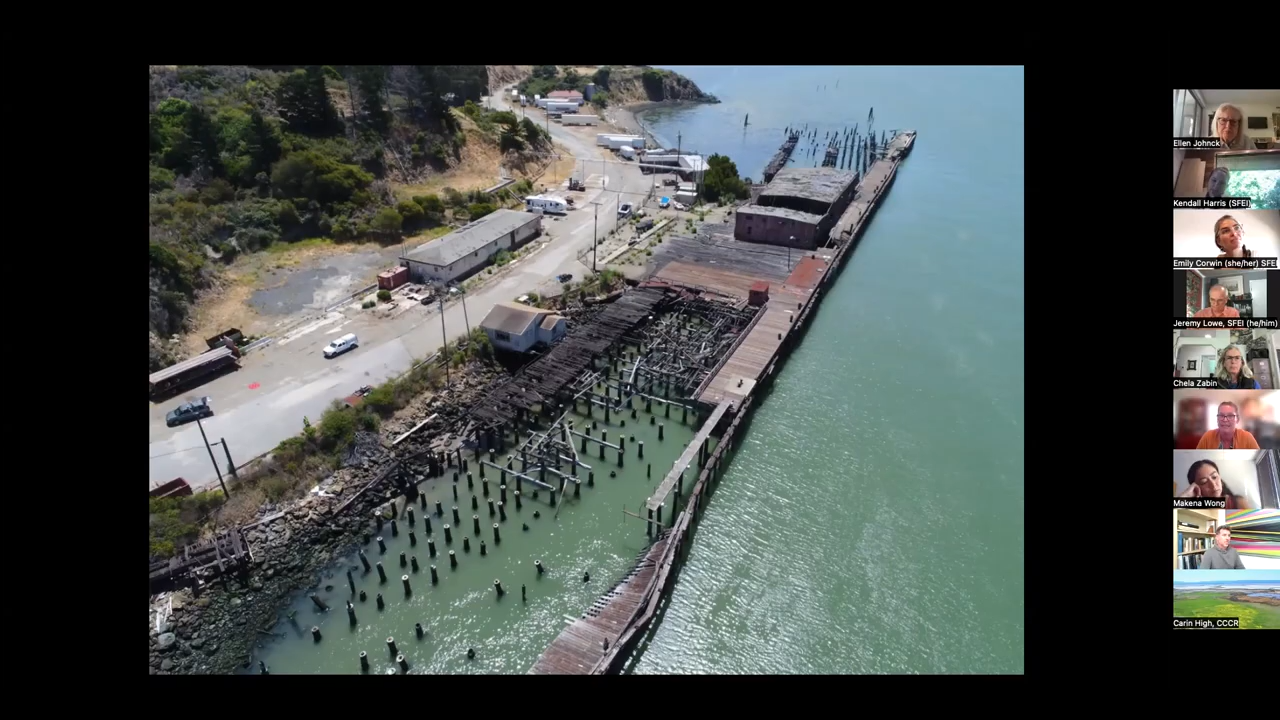 Ellen Johnck
Kendall Harris (SFEI)
Emily Corwin (she/her) SFE
Jeremy Lowe, SFEI (he/him)
Chela Zabin
Makena Wong
Carin High, CCCR